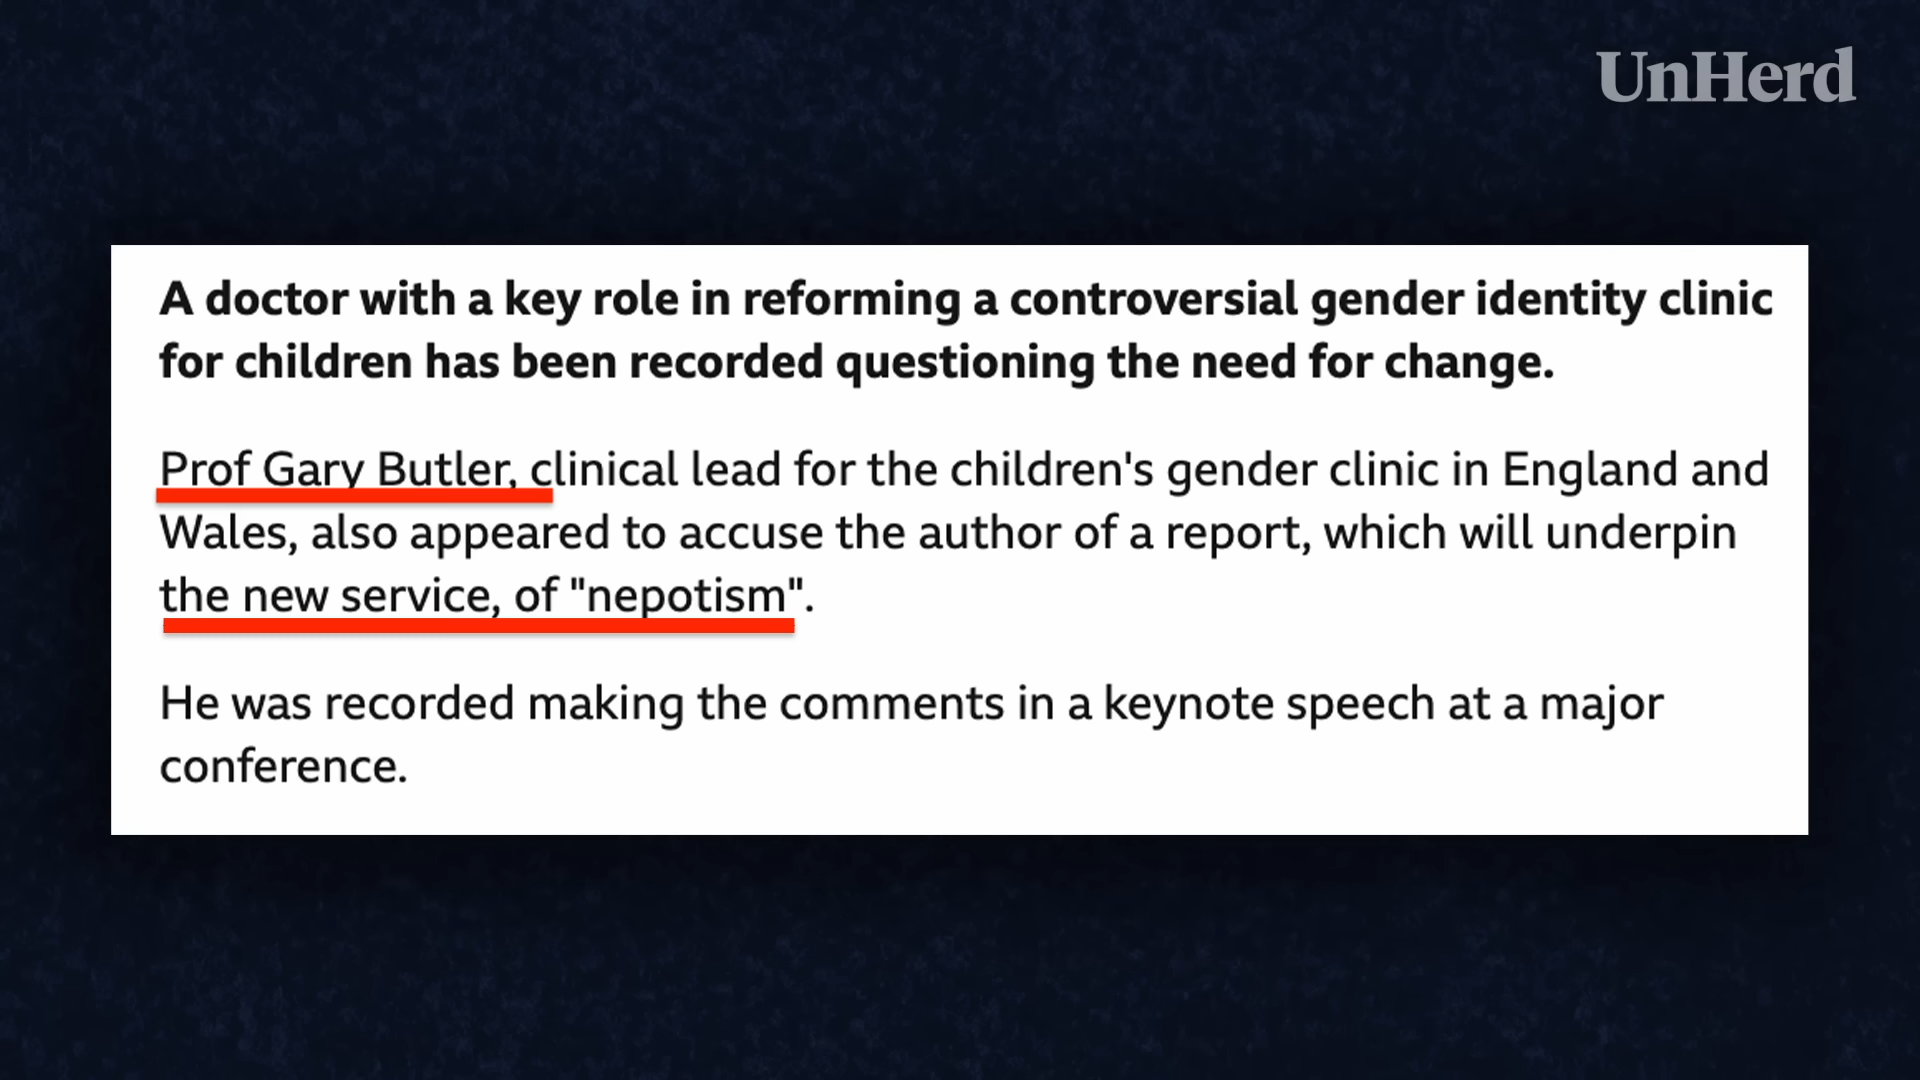 UnHerd
A doctor with a key role in reforming a controversial gender identity clinic
for children has been recorded questioning the need for change.
Prof Gary Butler, clinical lead for the children's gender clinic in England and
Wales, also appeared to accuse the author of a report, which will underpin
the new service, of "nepotism".
He was recorded making the comments in a keynote speech at a major
conference.